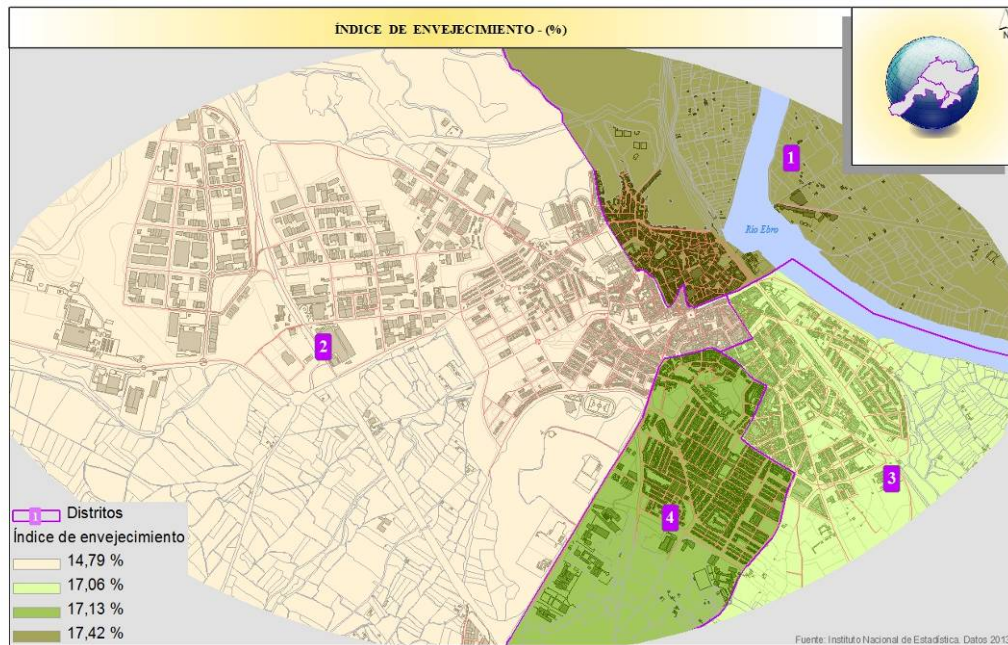 ÍNDICE DE ENVEJECIMIENTO - (%)
N
1
Río Ebro
2
3
4
1 Distritos
Índice de envejecimiento
14,79 %
17,06 %
17,13 %
17,42 %
Fuente: Instituto Nacional de Estadística. Datos 2013